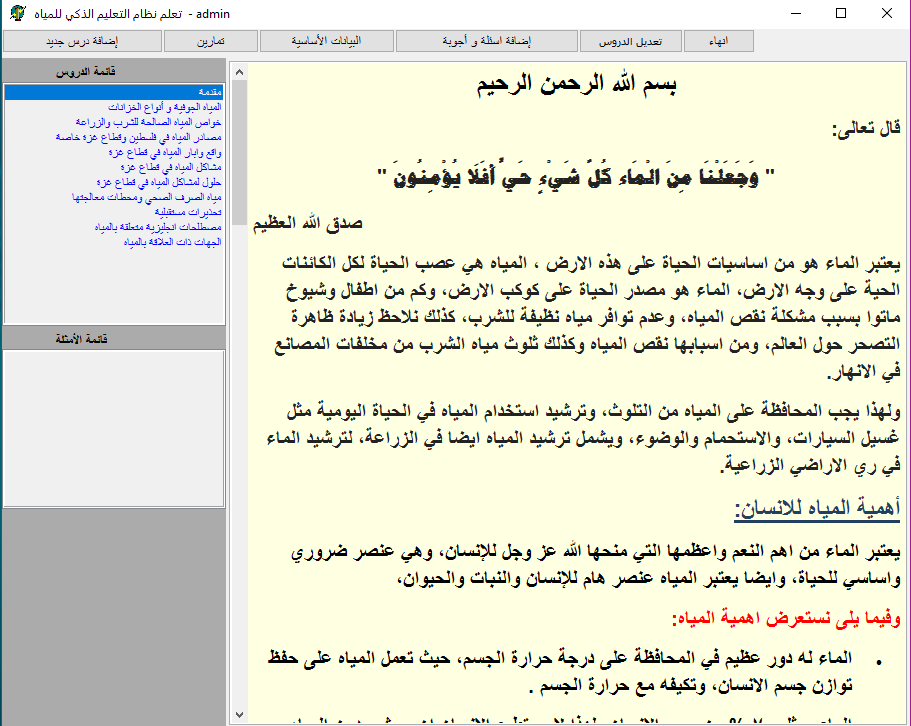 تعلم نظام التعليم الذكي للمياه - admin
إضافة درس جديد
تمارين
البيانات الأساسية
إضافة اسئلة و أجوبة
تعديل الدروس
انهاء
قائمة الدروس
مقدمة
المياه الجوفية و أنواع الخزانات
خواص المياه الصالحة للشرب والزراعة
مصادر المياه في فلسطين وقطاع غزة خاصة
واقع وابار المياه في قطاع غزة
مشاكل المياه في قطاع غزة
حلول لمشاكل المياه في قطاع غزة
مياه الصرف الصحي ومحطات معالجتها
تحذيرات مستقبلية
مصطلحات انجليزية متعلقة بالمياه
الجهات ذات العلاقة بالمياه
قائمة الأمثلة
بسم الله الرحمن الرحيم
قال تعالى:
" وَجَعَلْنَا مِنَ الْمَاء كُلَّ شَيْءٍ حَيٍّ أَفَلَا يُؤْمِنُونَ "
صدق الله العظيم
يعتبر الماء هو من اساسيات الحياة على هذه الارض ، المياه هي عصب الحياة لكل الكائنات
الحية على وجه الارض، الماء هو مصدر الحياة على كوكب الارض، وكم من اطفال وشيوخ
ماتوا بسبب مشكلة نقص المياه، وعدم توافر مياه نظيفة للشرب، كذلك نلاحظ زيادة ظاهرة
التصحر حول العالم، ومن اسبابها نقص المياه وكذلك ثلوث مياه الشرب من مخلفات المصانع
في الانهار.
ولهذا يجب المحافظة على المياه من التلوث، وترشيد استخدام المياه في الحياة اليومية مثل
غسيل السيارات، والاستحمام والوضوء، ويشمل ترشيد المياه ايضا في الزراعة، لترشيد الماء
في ري الاراضي الزراعية.
أهمية المياه للانسان:
يعتبر الماء من اهم النعم واعظمها التي منحها الله عز وجل للإنسان، وهي عنصر ضروري
واساسي للحياة، وايضا يعتبر المياه عنصر هام للإنسان والنبات والحيوان،
وفيما يلى نستعرض اهمية المياه:
• الماء له دور عظيم في المحافظة على درجة حرارة الجسم، حيث تعمل المياه على حفظ
توازن جسم الانسان، وتكيفه مع حرارة الجسم .